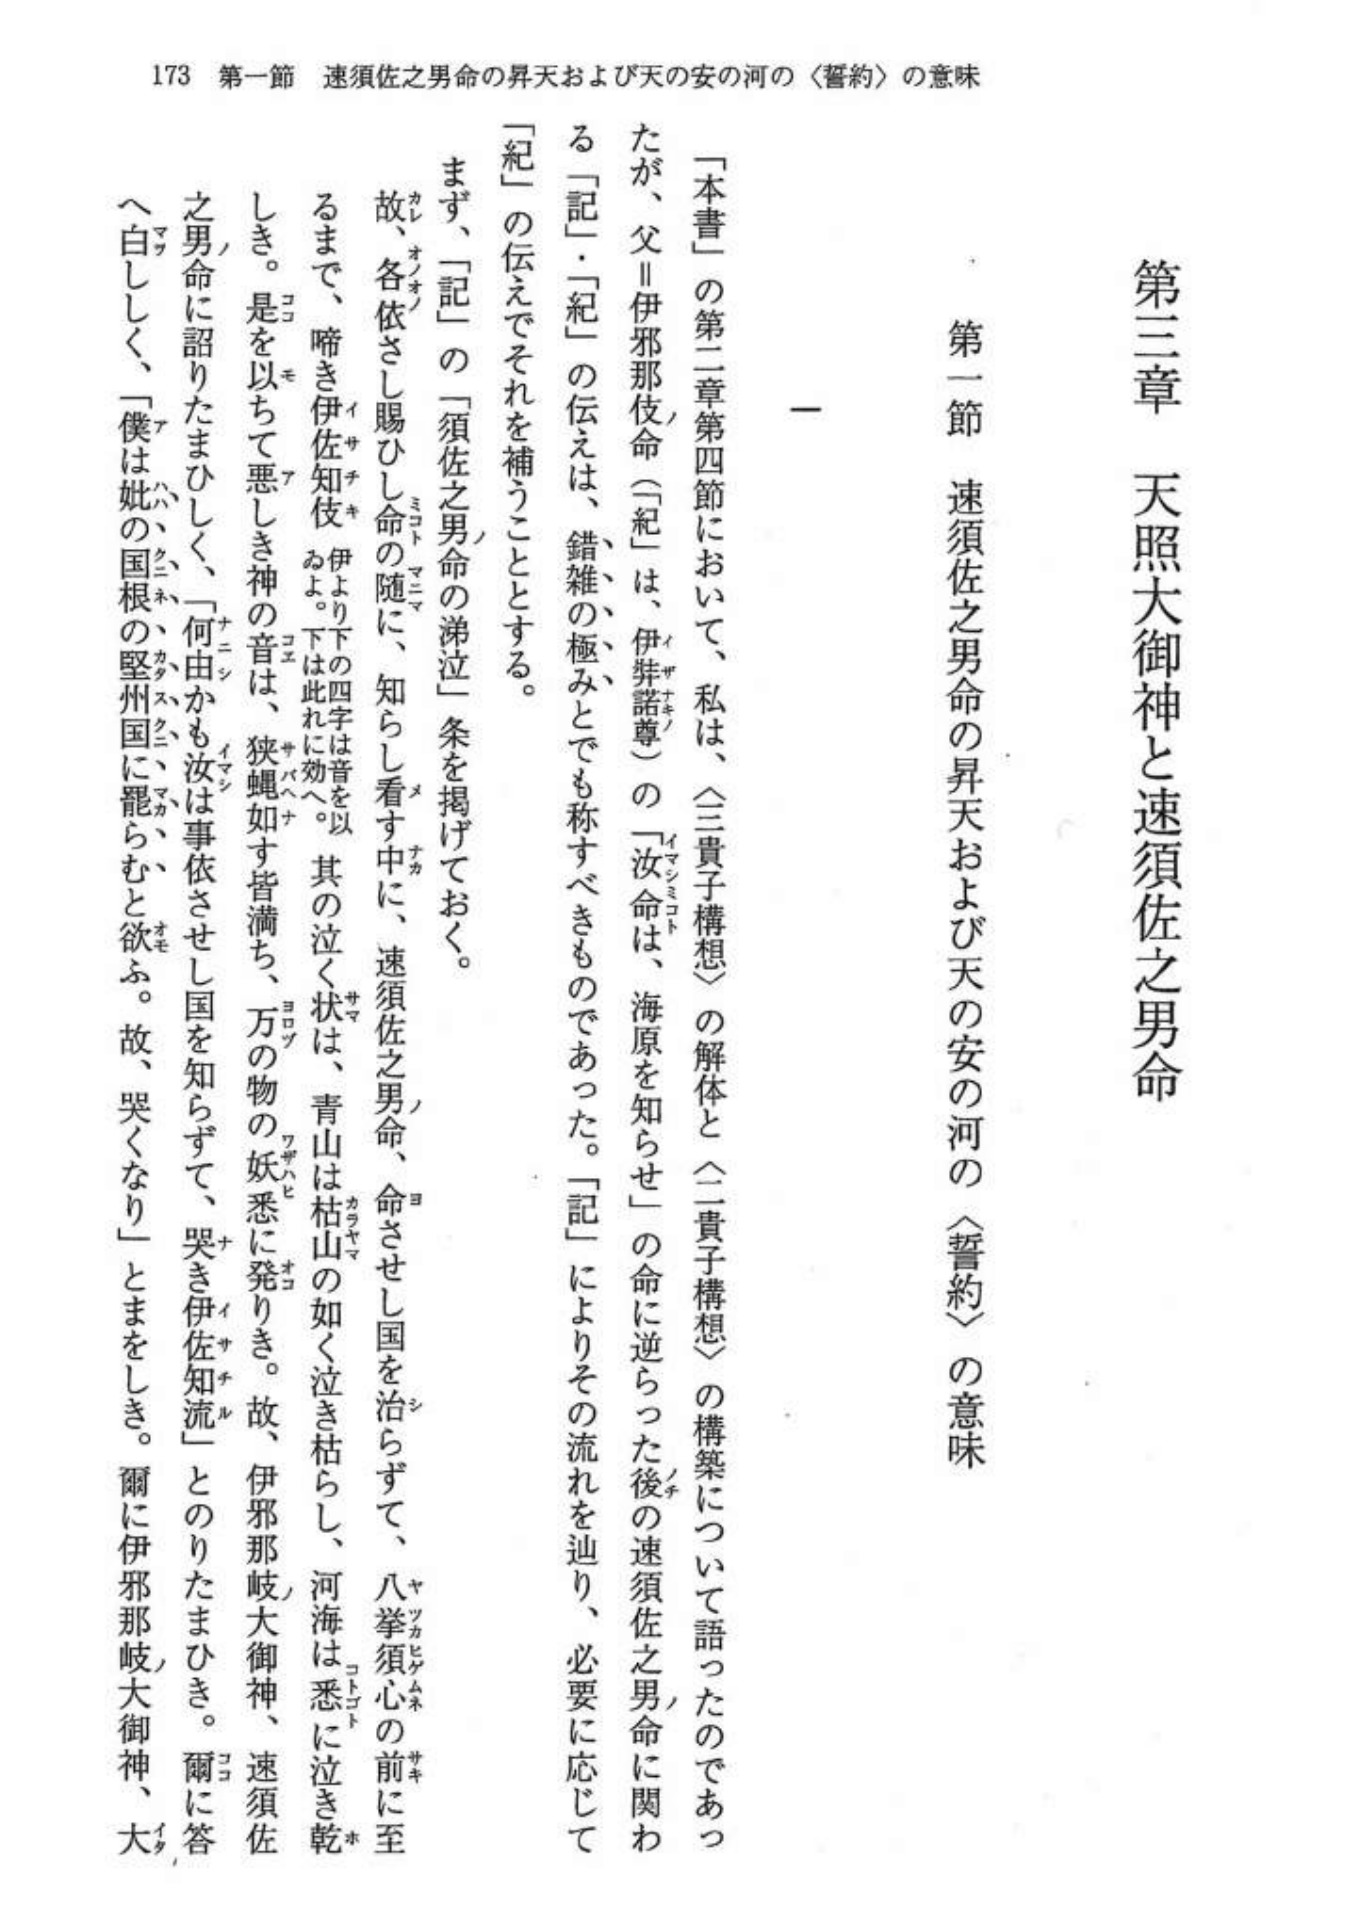 173 第一節 速須佐之男命の昇天および天の安の河の〈誓約〉の意味
第三章 天照大御神と速須佐之男命
第一節 速須佐之男命の昇天および天の安の河の〈誓約〉の意味
一
「本書」の第二章第四節において、私は、〈三貴子構想〉の解体と〈二貴子構想〉の構築について語ったのであっ
たが、父＝伊邪那伎命（「紀」は、伊弉諾尊）の「汝命は、海原を知らせ」の命に逆らった後の速須佐之男命に関わ
る「記」・「紀」の伝えは、錯雑の極みとでも称すべきものであった。「記」によりその流れを辿り、必要に応じて
「紀」の伝えでそれを補うこととする。
まず、「記」の「須佐之男命の涕泣」条を掲げておく。
故、各依さし賜ひし命の随に、知らし看す中に、速須佐之男命、命させし国を治らずて、八挙須心の前に至
るまで、啼き伊佐知伎伊より下の四字は音を以ゐよ。下は此れに効へ。其の泣く状は、青山は枯山の如く泣き枯らし、河海は悉に泣き乾
しき。是を以ちて悪しき神の音は、狭蝿如す皆満ち、万の物の妖悉に発りき。故、伊邪那岐大御神、速須佐
之男命に詔りたまひしく、「何由かも汝は事依させし国を知らずて、哭き伊佐知流」とのりたまひき。爾に答
へ白ししく、「僕は妣の国根の堅州国に罷らむと欲ふ。故、哭くなり」とまをしき。爾に伊邪那岐大御神、大